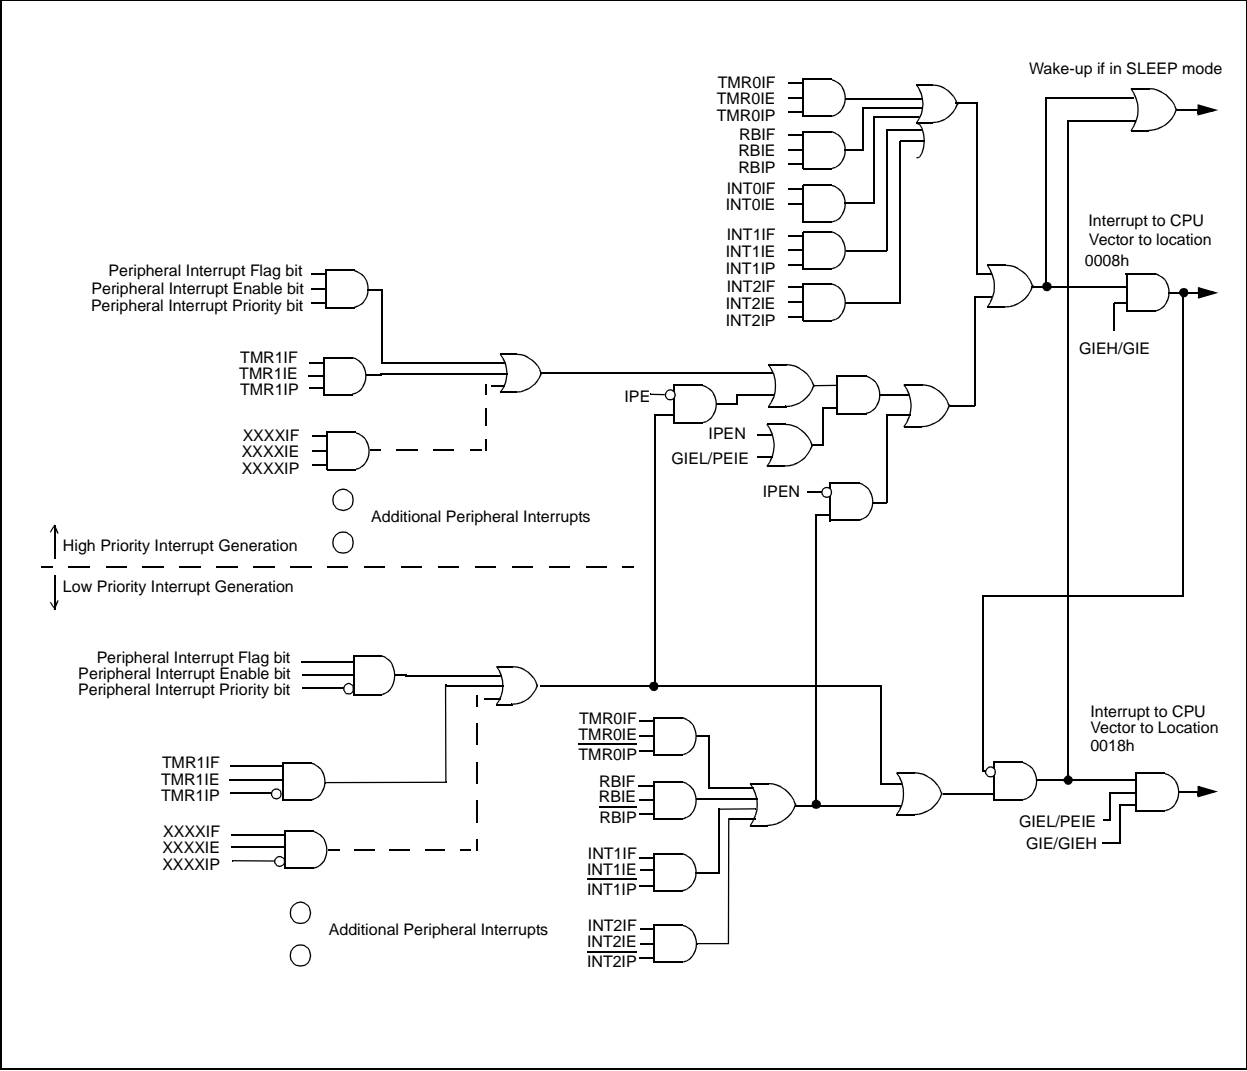 Wake-up if in SLEEP mode
TMR0IF
TMR0IE
TMR0IP
RBIF
RBIE
RBIP
INT0IF
INT0IE
INT1IF
INT1IE
INT1IP
INT2IF
INT2IE
INT2IP
Interrupt to CPU
Vector to location
0008h
GIEH/GIE
Peripheral Interrupt Flag bit
Peripheral Interrupt Enable bit
Peripheral Interrupt Priority bit
TMR1IF
TMR1IE
TMR1IP
XXXXIF
XXXXIE
XXXXIP
IPE
IPEN
GIEL/PEIE
IPEN
Additional Peripheral Interrupts
High Priority Interrupt Generation
Low Priority Interrupt Generation
Peripheral Interrupt Flag bit
Peripheral Interrupt Enable bit
Peripheral Interrupt Priority bit
TMR1IF
TMR1IE
TMR1IP
XXXXIF
XXXXIE
XXXXIP
Additional Peripheral Interrupts
TMR0IF
TMR0IE
TMR0IP
RBIF
RBIE
RBIP
INT1IF
INT1IE
INT1IP
INT2IF
INT2IE
INT2IP
Interrupt to CPU
Vector to Location
0018h
GIEL/PEIE
GIE/GIEH